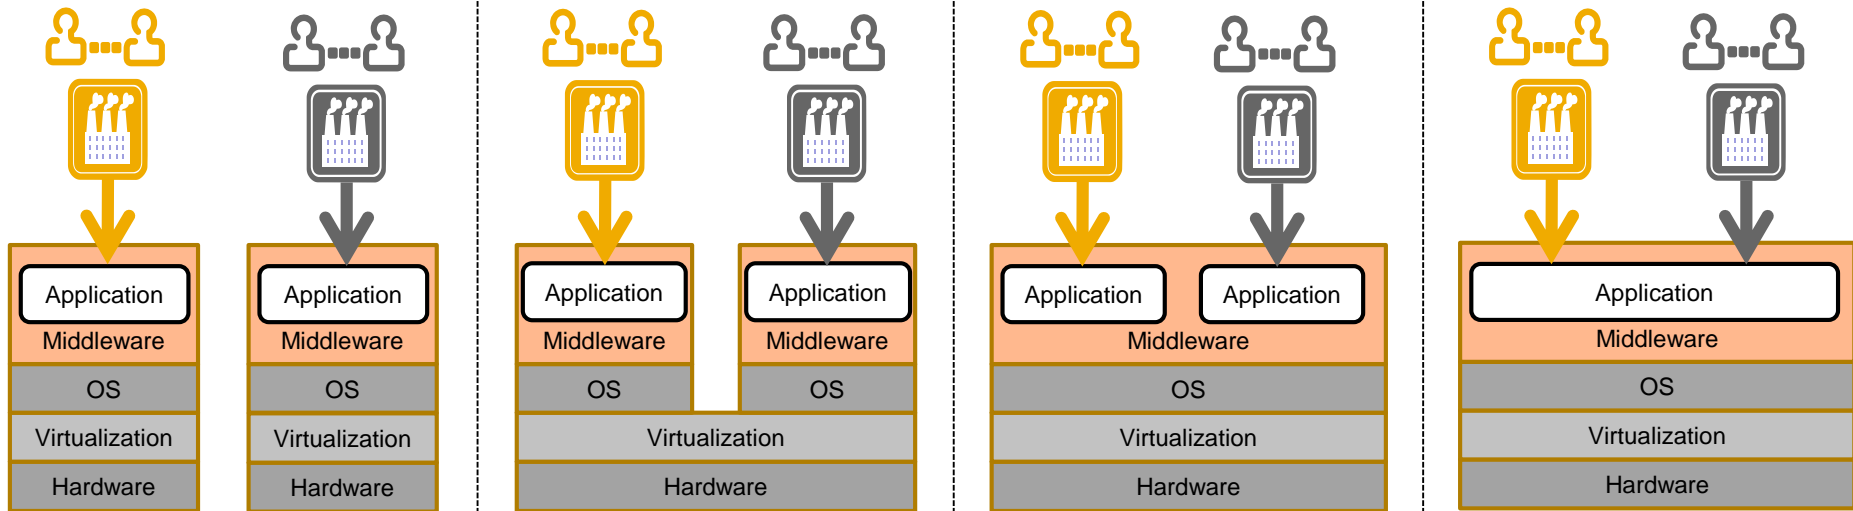 Application
Middleware
OS
Virtualization
Hardware
Application
Middleware
OS
Virtualization
Hardware
Application
Middleware
OS
Application
Middleware
OS
Virtualization
Hardware
Application
Application
Middleware
OS
Virtualization
Hardware
Application
Middleware
OS
Virtualization
Hardware